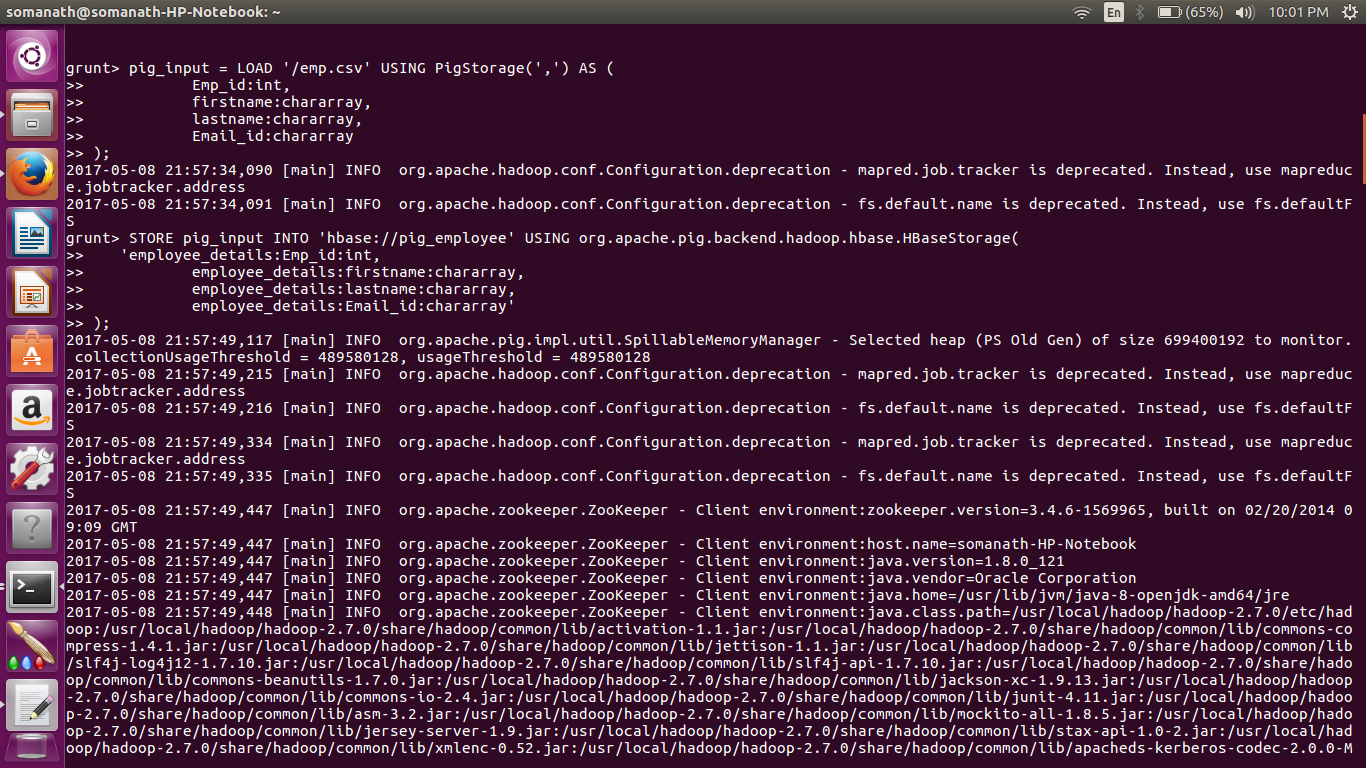 somanath@somanath-HP-Notebook: ~
En
(65%)
10:01 PM
grunt> pig_input = LOAD '/emp.csv' USING PigStorage(',') AS (
>>            Emp_id:int,
>>            firstname:chararray,
>>            lastname:chararray,
>>            Email_id:chararray
>> );
2017-05-08 21:57:34,090 [main] INFO  org.apache.hadoop.conf.Configuration.deprecation - mapred.job.tracker is deprecated. Instead, use mapreduc
e.jobtracker.address
2017-05-08 21:57:34,091 [main] INFO  org.apache.hadoop.conf.Configuration.deprecation - fs.default.name is deprecated. Instead, use fs.defaultF
S
grunt> STORE pig_input INTO 'hbase://pig_employee' USING org.apache.pig.backend.hadoop.hbase.HBaseStorage(
>>    'employee_details:Emp_id:int,
>>            employee_details:firstname:chararray,
>>            employee_details:lastname:chararray,
>>            employee_details:Email_id:chararray'
>> );
2017-05-08 21:57:49,117 [main] INFO  org.apache.pig.impl.util.SpillableMemoryManager - Selected heap (PS Old Gen) of size 699400192 to monitor.
 collectionUsageThreshold = 489580128, usageThreshold = 489580128
2017-05-08 21:57:49,215 [main] INFO  org.apache.hadoop.conf.Configuration.deprecation - mapred.job.tracker is deprecated. Instead, use mapreduc
e.jobtracker.address
2017-05-08 21:57:49,216 [main] INFO  org.apache.hadoop.conf.Configuration.deprecation - fs.default.name is deprecated. Instead, use fs.defaultF
S
2017-05-08 21:57:49,334 [main] INFO  org.apache.hadoop.conf.Configuration.deprecation - mapred.job.tracker is deprecated. Instead, use mapreduc
e.jobtracker.address
2017-05-08 21:57:49,335 [main] INFO  org.apache.hadoop.conf.Configuration.deprecation - fs.default.name is deprecated. Instead, use fs.defaultF
S
2017-05-08 21:57:49,447 [main] INFO  org.apache.zookeeper.ZooKeeper - Client environment:zookeeper.version=3.4.6-1569965, built on 02/20/2014 0
9:09 GMT
2017-05-08 21:57:49,447 [main] INFO  org.apache.zookeeper.ZooKeeper - Client environment:host.name=somanath-HP-Notebook
2017-05-08 21:57:49,447 [main] INFO  org.apache.zookeeper.ZooKeeper - Client environment:java.version=1.8.0_121
2017-05-08 21:57:49,447 [main] INFO  org.apache.zookeeper.ZooKeeper - Client environment:java.vendor=Oracle Corporation
2017-05-08 21:57:49,447 [main] INFO  org.apache.zookeeper.ZooKeeper - Client environment:java.home=/usr/lib/jvm/java-8-openjdk-amd64/jre
2017-05-08 21:57:49,448 [main] INFO  org.apache.zookeeper.ZooKeeper - Client environment:java.class.path=/usr/local/hadoop/hadoop-2.7.0/etc/had
oop:/usr/local/hadoop/hadoop-2.7.0/share/hadoop/common/lib/activation-1.1.jar:/usr/local/hadoop/hadoop-2.7.0/share/hadoop/common/lib/commons-co
mpress-1.4.1.jar:/usr/local/hadoop/hadoop-2.7.0/share/hadoop/common/lib/jettison-1.1.jar:/usr/local/hadoop/hadoop-2.7.0/share/hadoop/common/lib
/slf4j-log4j12-1.7.10.jar:/usr/local/hadoop/hadoop-2.7.0/share/hadoop/common/lib/slf4j-api-1.7.10.jar:/usr/local/hadoop/hadoop-2.7.0/share/hado
op/common/lib/commons-beanutils-1.7.0.jar:/usr/local/hadoop/hadoop-2.7.0/share/hadoop/common/lib/jackson-xc-1.9.13.jar:/usr/local/hadoop/hadoop
-2.7.0/share/hadoop/common/lib/commons-io-2.4.jar:/usr/local/hadoop/hadoop-2.7.0/share/hadoop/common/lib/junit-4.11.jar:/usr/local/hadoop/hadoo
p-2.7.0/share/hadoop/common/lib/asm-3.2.jar:/usr/local/hadoop/hadoop-2.7.0/share/hadoop/common/lib/mockito-all-1.8.5.jar:/usr/local/hadoop/hado
op-2.7.0/share/hadoop/common/lib/jersey-server-1.9.jar:/usr/local/hadoop/hadoop-2.7.0/share/hadoop/common/lib/stax-api-1.0-2.jar:/usr/local/had
oop/hadoop-2.7.0/share/hadoop/common/lib/xmlenc-0.52.jar:/usr/local/hadoop/hadoop-2.7.0/share/hadoop/common/lib/apacheds-kerberos-codec-2.0.0-M